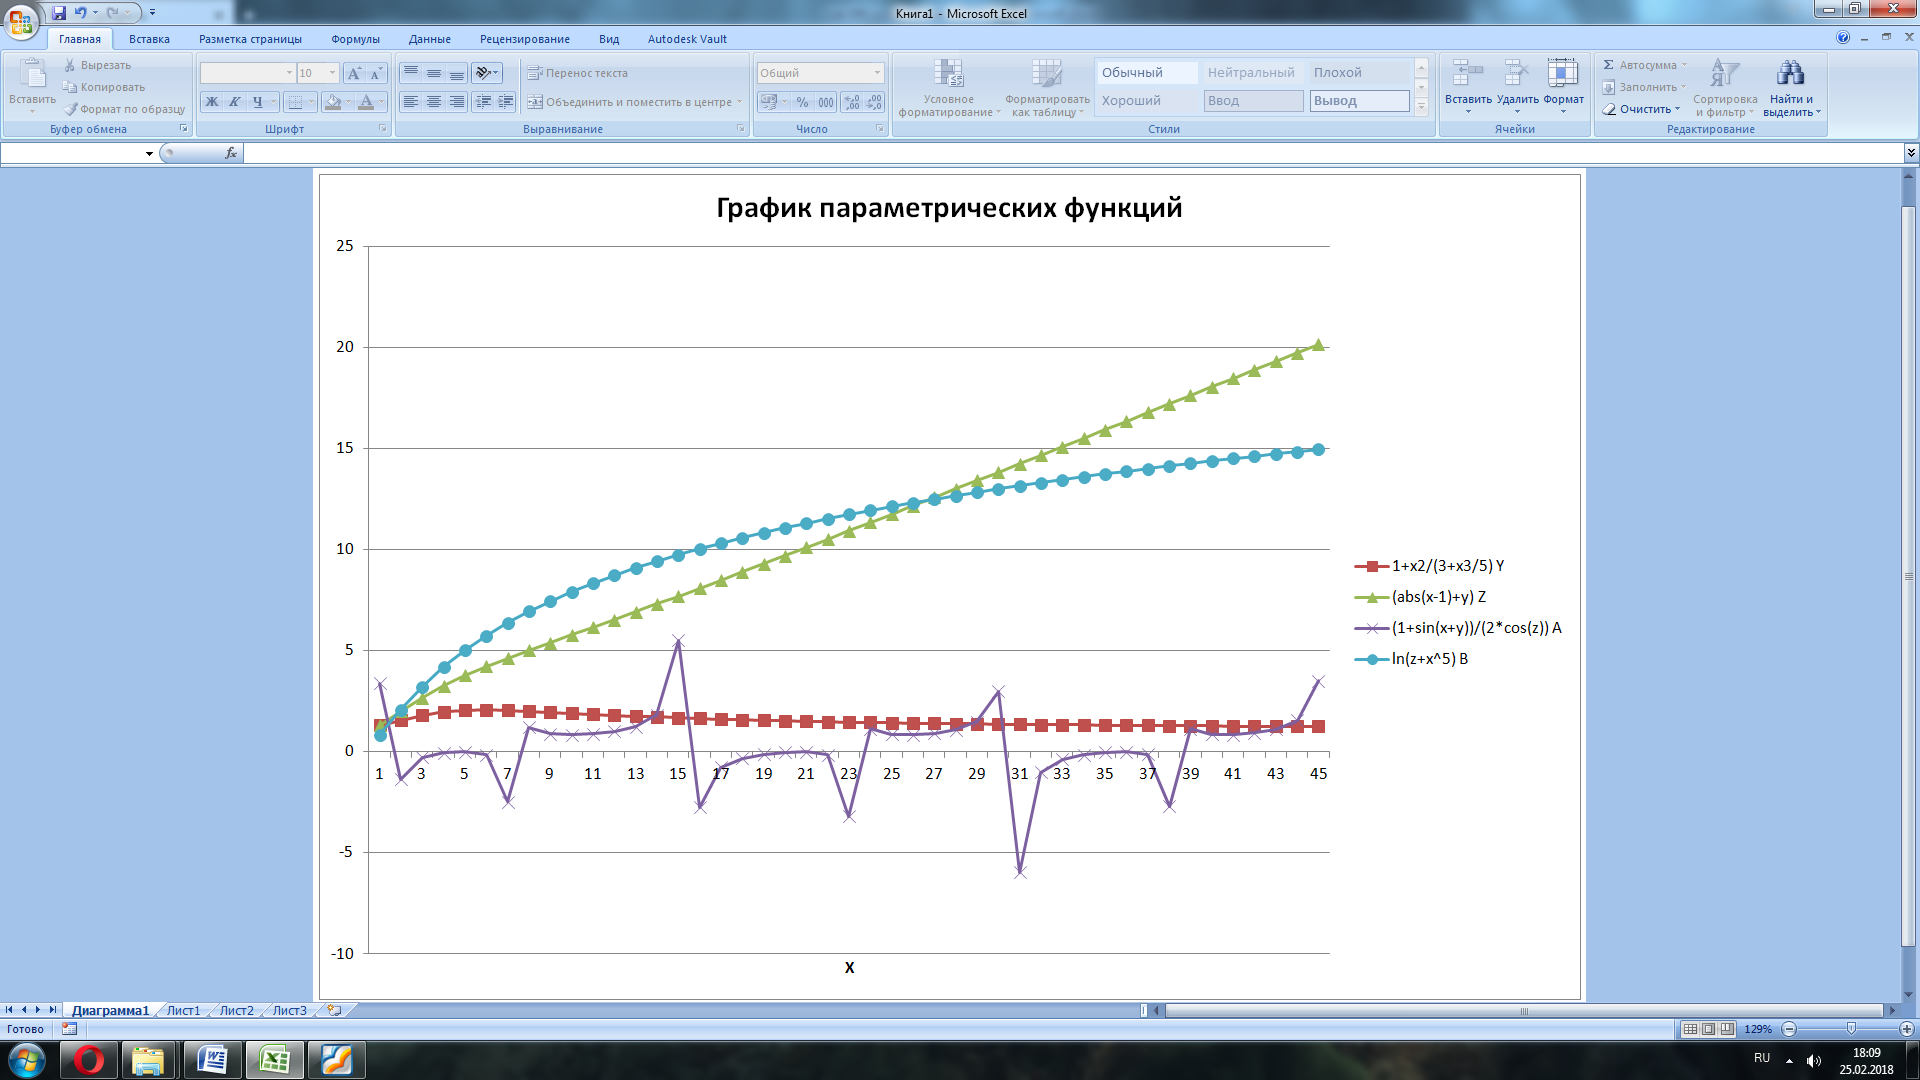 Книга1 - Microsoft Excel
Главная Вставка Разметка страницы Формулы Данные Рецензирование Вид Autodesk Vault
Вставить
Вырезать
Копировать
Формат по образцу
Буфер обмена
10
Ж К Ч
Шрифт
Перенос текста
Объединить и поместить в центре
Выравнивание
Общий
% 000
Число
Условное форматирование
Форматировать как таблицу
Обычный Нейтральный Плохой
Хороший Ввод Вывод
Стили
Вставить Удалить Формат
Ячейки
Σ Автосумма
Заполнить
Очистить
Сортировка и фильтр
Найти и выделить
Редактирование
fx
График параметрических функций
25
20
15
10
5
0
-5
-10
1 3 5 7 9 11 13 15 17 19 21 23 25 27 29 31 33 35 37 39 41 43 45
X
1+x2/(3+x3/5) Y
(abs(x-1)+y) Z
(1+sin(x+y))/(2*cos(z)) A
ln(z+x^5) B
Диаграмма1 Лист1 Лист2 Лист3
Готово
129%
RU
18:09
25.02.2018